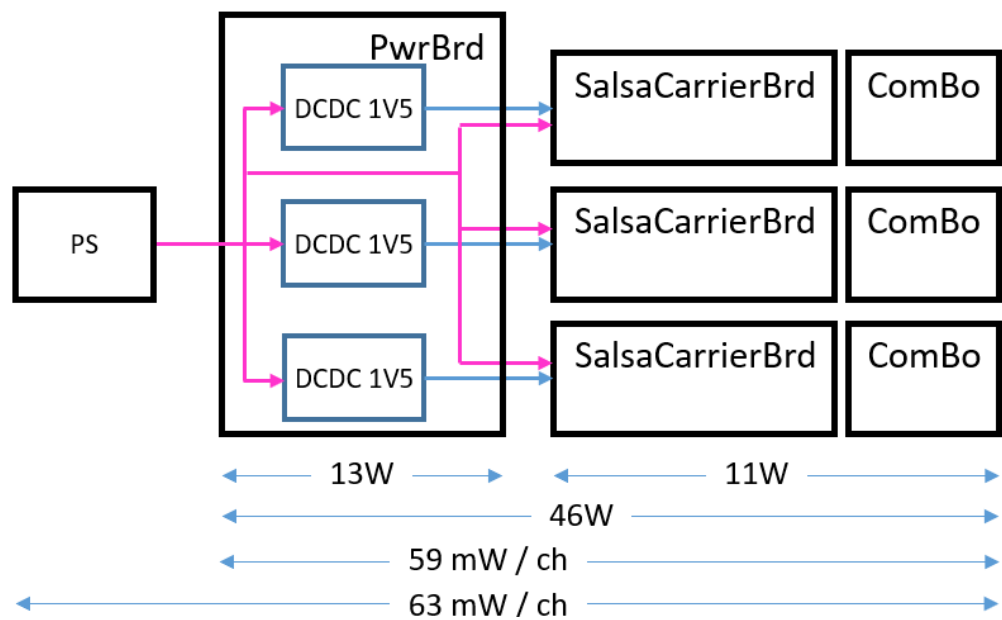 PwrBrd
DCDC 1V5
SalsaCarrierBrd
ComBo
PS
DCDC 1V5
SalsaCarrierBrd
ComBo
DCDC 1V5
SalsaCarrierBrd
ComBo
13W
11W
46W
59 mW / ch
63 mW / ch